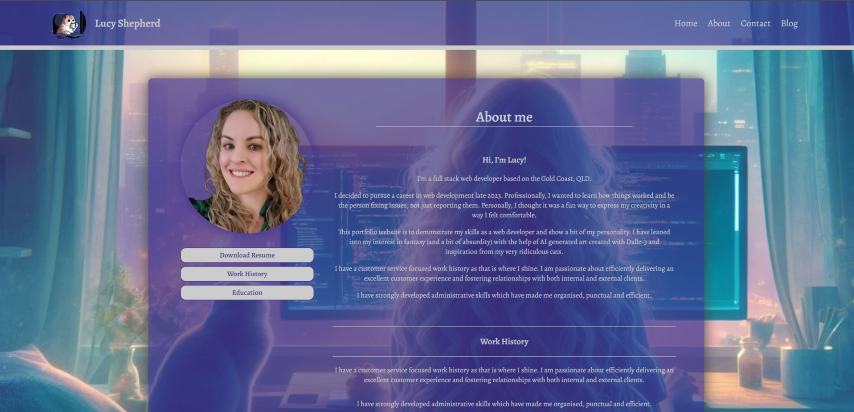 Lucy Shepherd
Home About Contact Blog
About me
Hi, I'm Lucy!
I'm a full stack web developer based on the Gold Coast, QLD.
I decided to pursue a career in web development late 2023. Professionally, I wanted to learn how things worked and be
the person fixing issues, not just reporting them. Personally, I thought it was a fun way to express my creativity in a
way I felt comfortable.
This portfolio website is to demonstrate my skills as a web developer and show a bit of my personality. I have leaned
into my interest in fantasy (and a bit of absurdity) with the help of AI generated art created with Dalle-3 and
inspiration from my very ridiculous cats.
I have a customer service focused work history as that is where I shine. I am passionate about efficiently delivering an
excellent customer experience and fostering relationships with both internal and external clients.
I have strongly developed administrative skills which have made me organised, punctual and efficient.
Download Resume
Work History
Education
Work History
I have a customer service focused work history as that is where I shine. I am passionate about efficiently delivering an
excellent customer experience and fostering relationships with both internal and external clients.
I have strongly developed administrative skills which have made me organised, punctual and efficient.